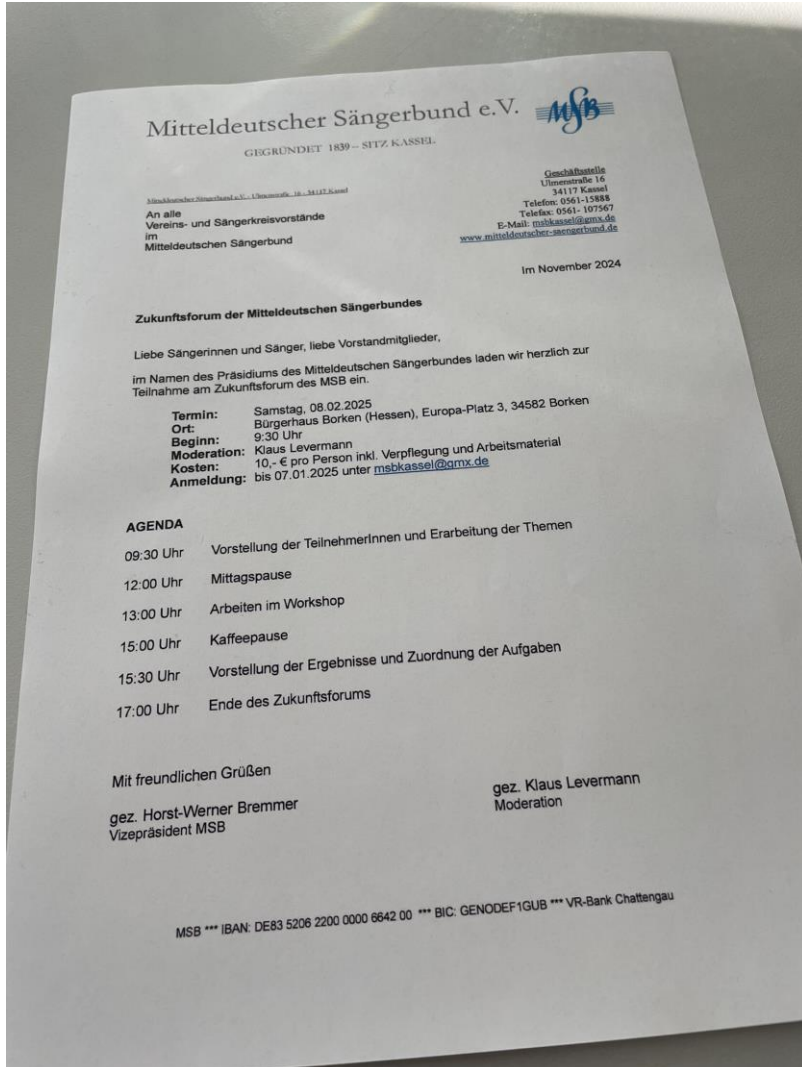 Mitteldeutscher Sängerbund e.V.
MSB
GEGRÜNDET 1839 – SITZ KASSEL
Mitteldeutscher Sängerbund e.V. - Ulmenstraße 16 - 34117 Kassel
An alle
Vereins- und Sängerkreisvorstände
im
Mitteldeutschen Sängerbund
Geschäftsstelle
Ulmenstraße 16
34117 Kassel
Telefon: 0561-15888
Telefax: 0561- 107567
E-Mail: msbkassel@gmx.de
www.mitteldeutscher-saengerbund.de
Im November 2024
Zukunftsforum der Mitteldeutschen Sängerbundes
Liebe Sängerinnen und Sänger, liebe Vorstandmitglieder,
im Namen des Präsidiums des Mitteldeutschen Sängerbundes laden wir herzlich zur
Teilnahme am Zukunftsforum des MSB ein.
Termin: Samstag, 08.02.2025
Ort: Bürgerhaus Borken (Hessen), Europa-Platz 3, 34582 Borken
Beginn: 9:30 Uhr
Moderation: Klaus Levermann
Kosten: 10,- € pro Person inkl. Verpflegung und Arbeitsmaterial
Anmeldung: bis 07.01.2025 unter msbkassel@gmx.de
AGENDA
09:30 Uhr Vorstellung der TeilnehmerInnen und Erarbeitung der Themen
12:00 Uhr Mittagspause
13:00 Uhr Arbeiten im Workshop
15:00 Uhr Kaffeepause
15:30 Uhr Vorstellung der Ergebnisse und Zuordnung der Aufgaben
17:00 Uhr Ende des Zukunftsforums
Mit freundlichen Grüßen
gez. Horst-Werner Bremmer
Vizepräsident MSB
gez. Klaus Levermann
Moderation
MSB *** IBAN: DE83 5206 2200 0000 6642 00 *** BIC: GENODEF1GUB *** VR-Bank Chattengau